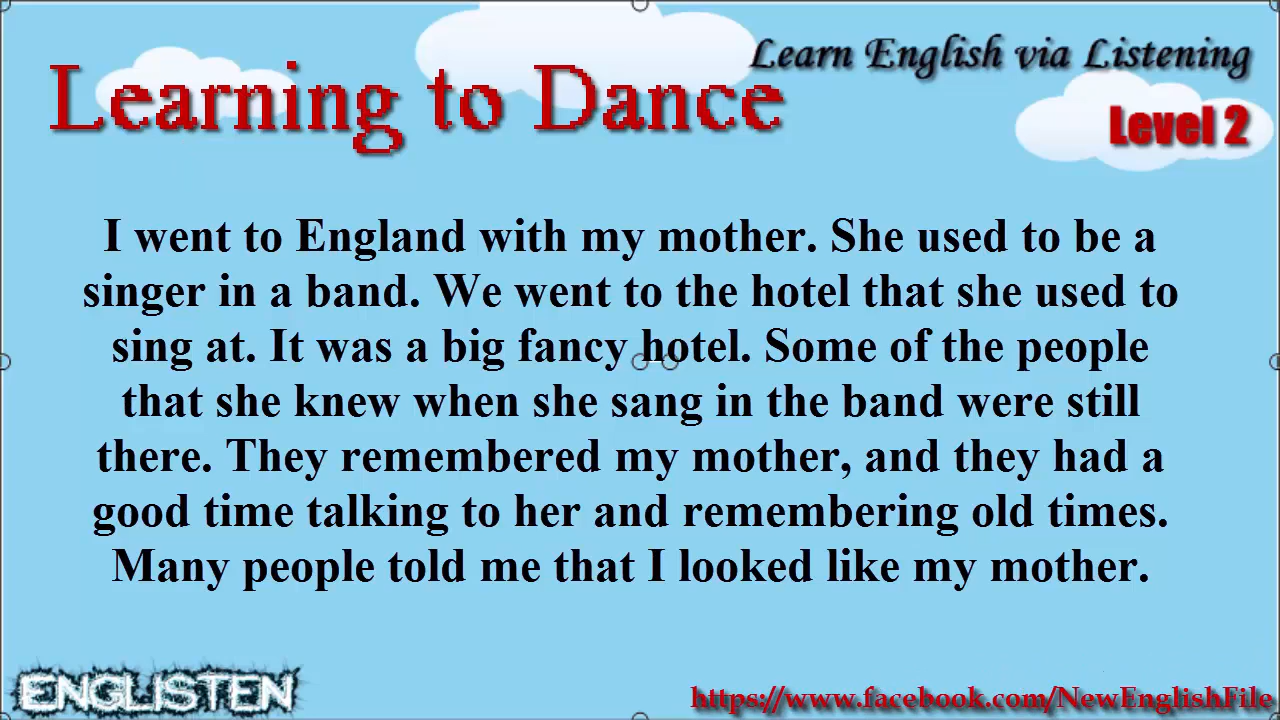 Learn English via Listening
Learning to Dance
Level 2
I went to England with my mother. She used to be a
singer in a band. We went to the hotel that she used to
sing at. It was a big fancy hotel. Some of the people
that she knew when she sang in the band were still
there. They remembered my mother, and they had a
good time talking to her and remembering old times.
Many people told me that I looked like my mother.
ENGLISTEN
https://www.facebook.com/NewEnglishFile